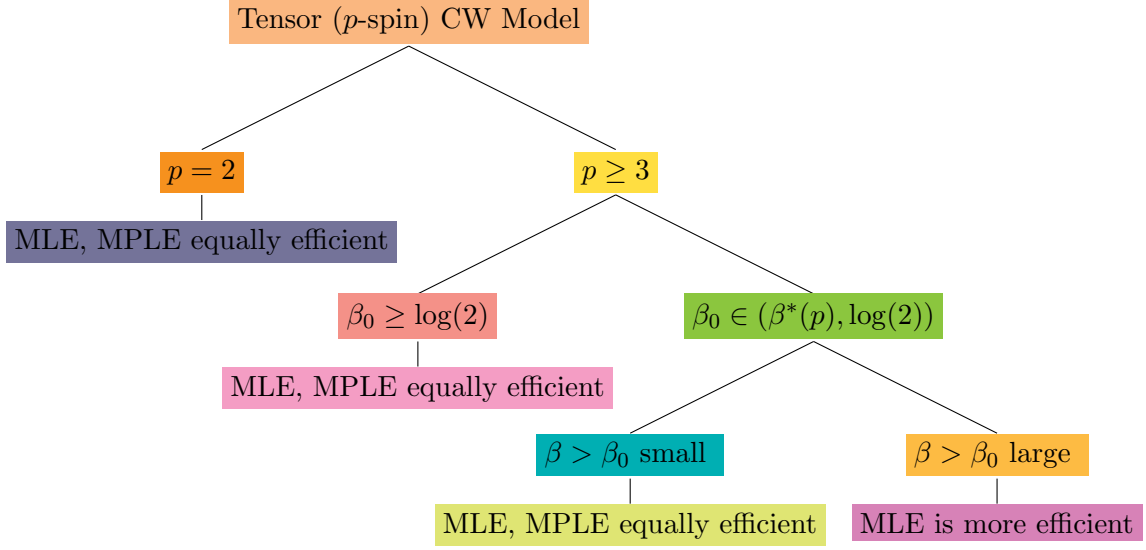 Tensor (p-spin) CW Model
p = 2
p ≥ 3
MLE, MPLE equally efficient
β₀ ≥ log(2)
β₀ ∈ (β*(p), log(2))
MLE, MPLE equally efficient
β > β₀ small
β > β₀ large
MLE, MPLE equally efficient
MLE is more efficient